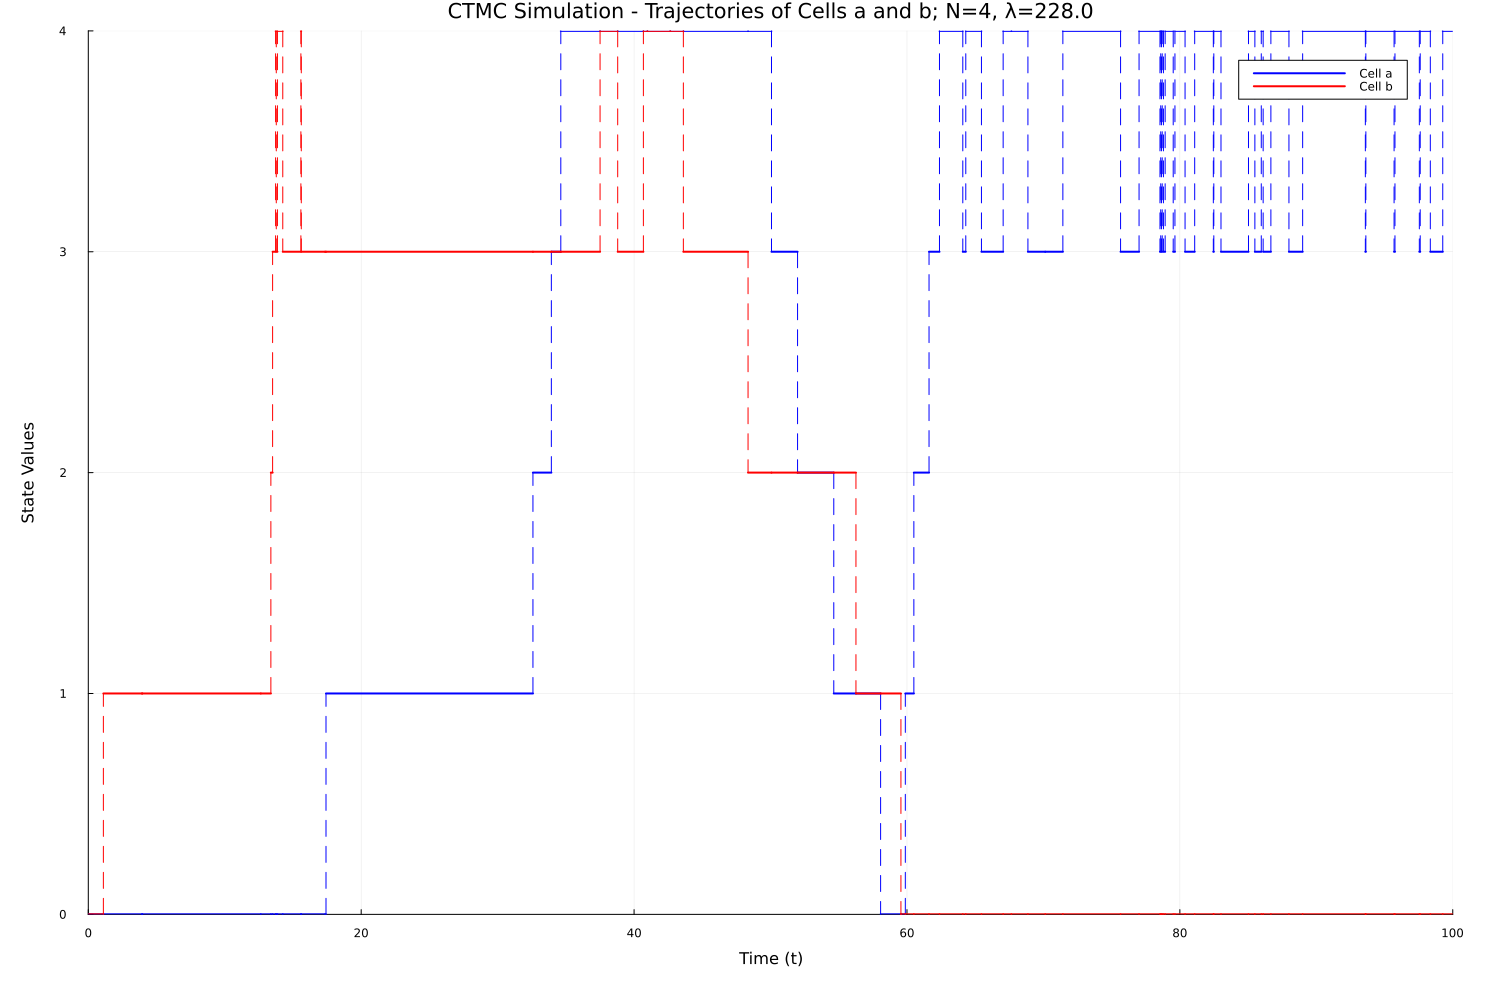 CTMC Simulation - Trajectories of Cells a and b; N=4, λ=228.0
4
Cell a
Cell b
3
State Values
2
1
0
0 20 40 60 80 100
Time (t)